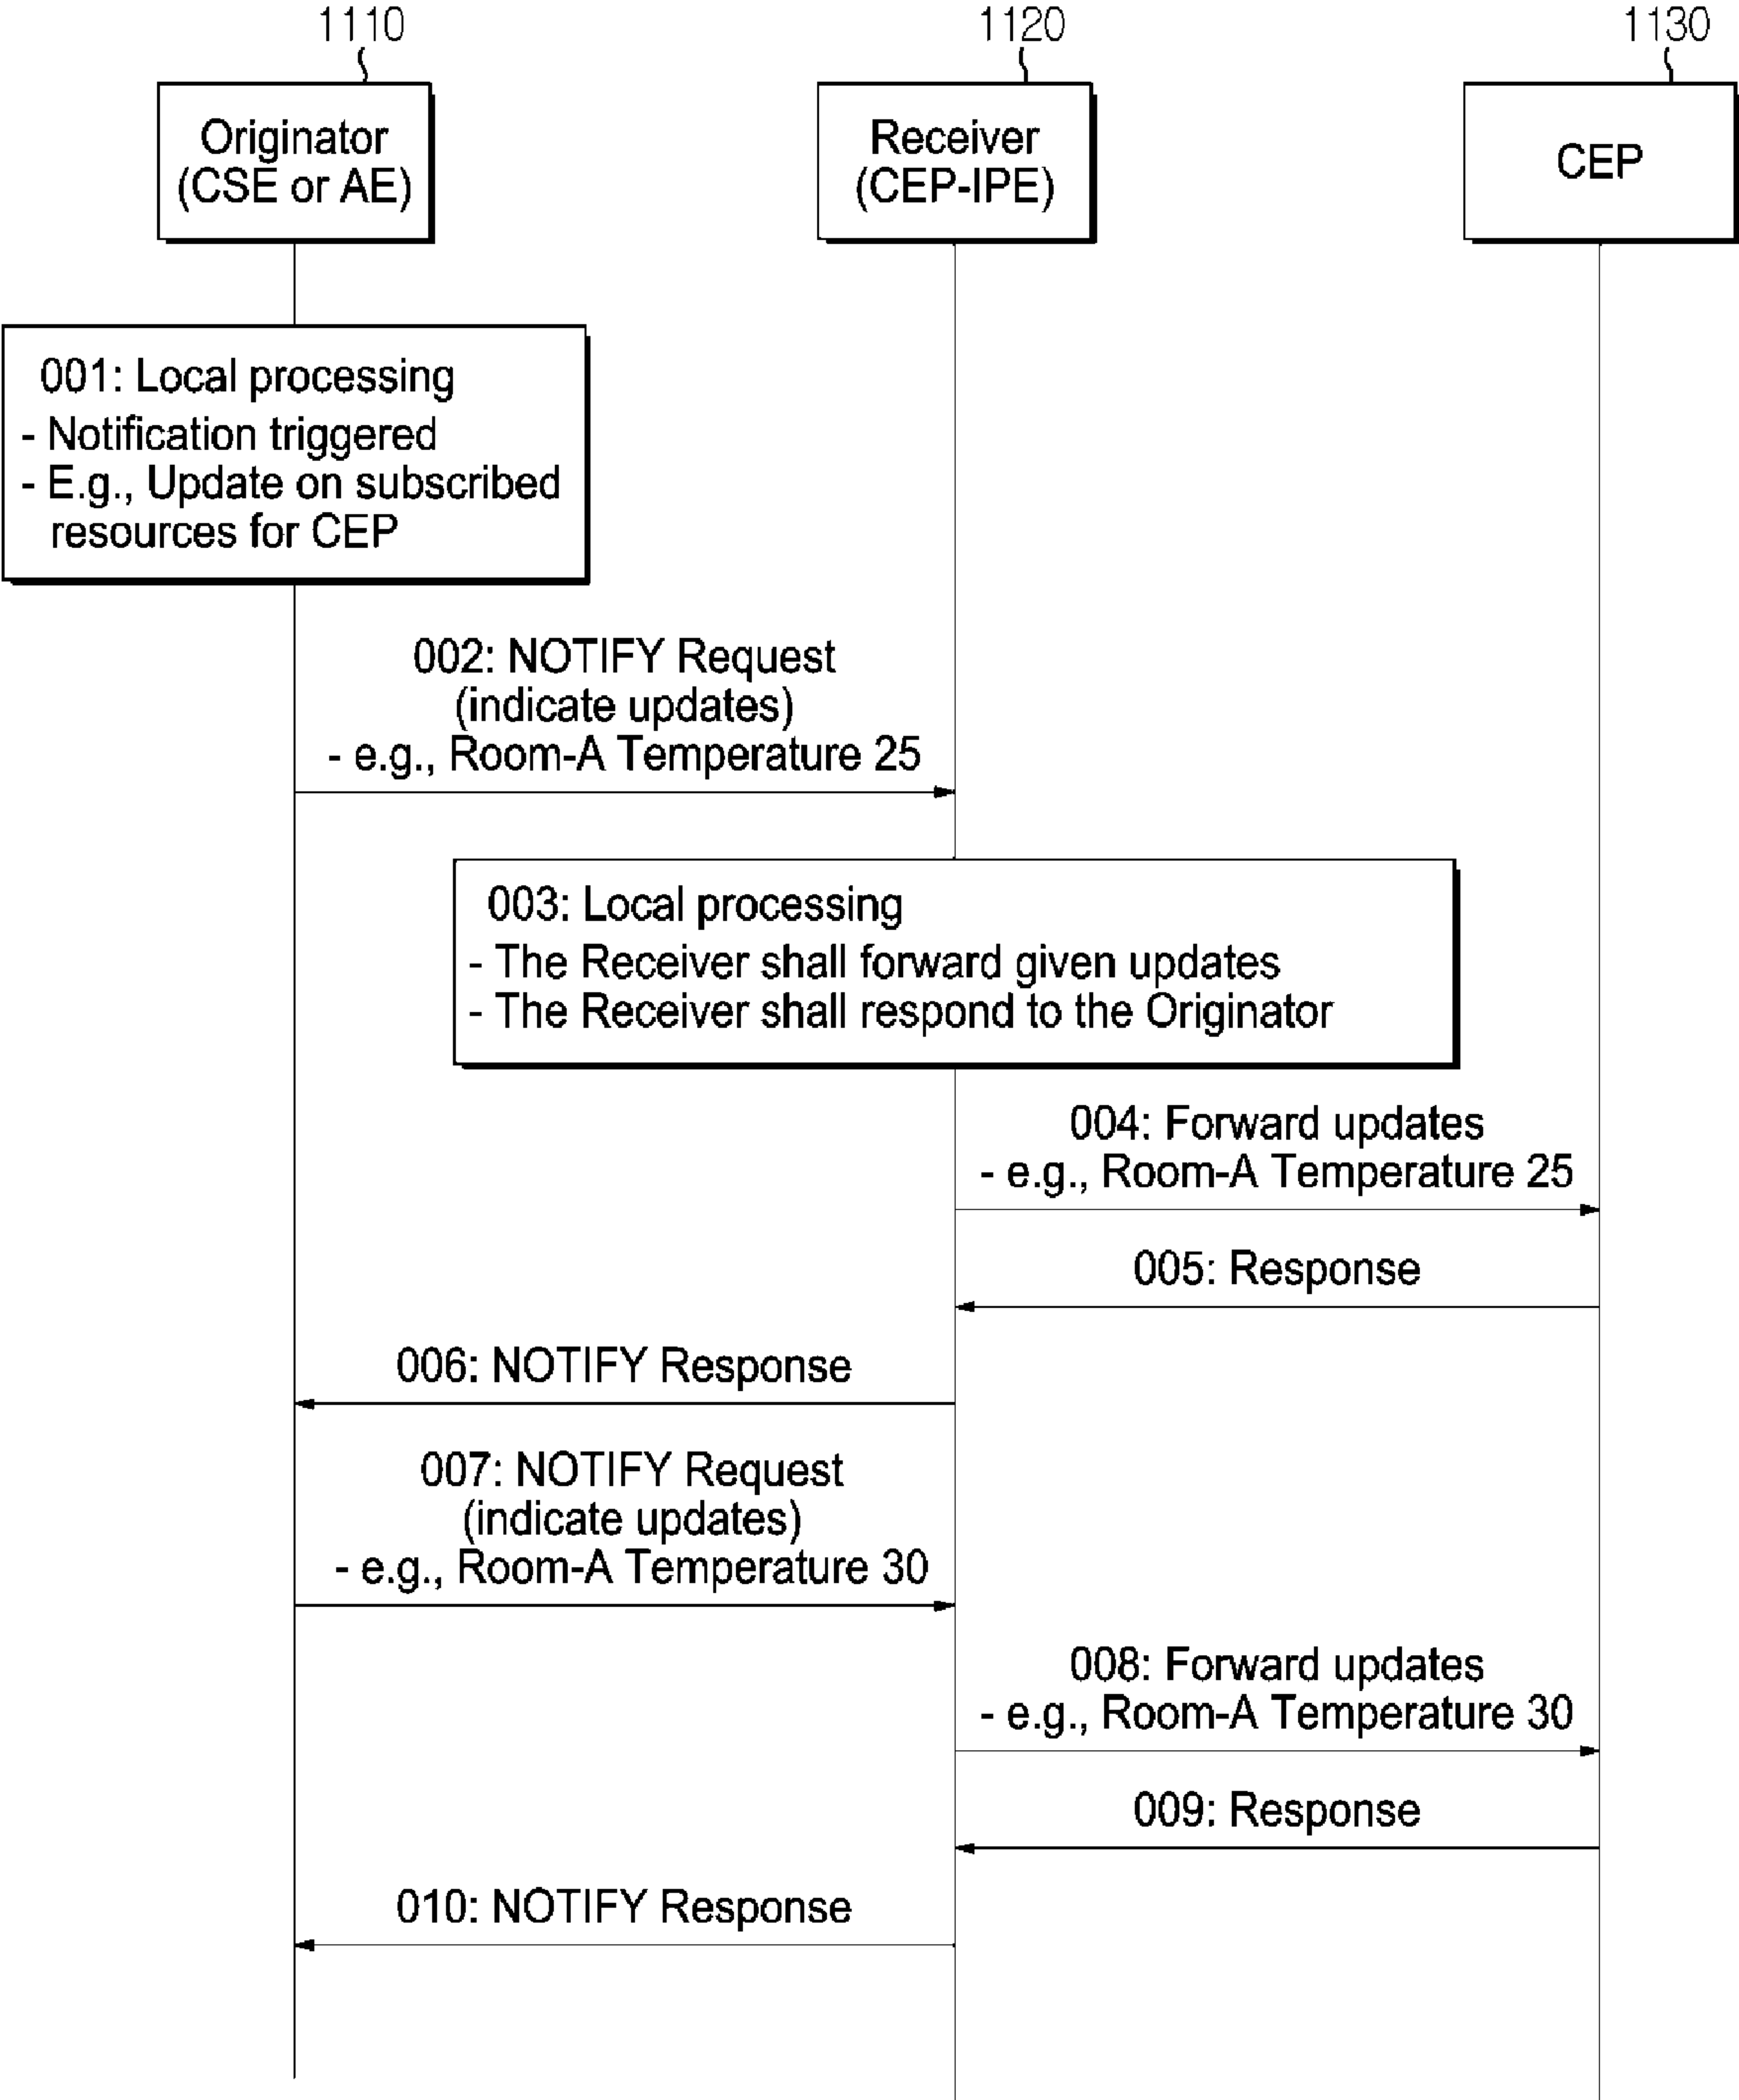 1110
1120
1130
Originator
(CSE or AE)
Receiver
(CEP-IPE)
CEP
001: Local processing
- Notification triggered
- E.g., Update on subscribed
resources for CEP
002: NOTIFY Request
(indicate updates)
- e.g., Room-A Temperature 25
003: Local processing
- The Receiver shall forward given updates
- The Receiver shall respond to the Originator
004: Forward updates
- e.g., Room-A Temperature 25
005: Response
006: NOTIFY Response
007: NOTIFY Request
(indicate updates)
- e.g., Room-A Temperature 30
008: Forward updates
- e.g., Room-A Temperature 30
009: Response
010: NOTIFY Response